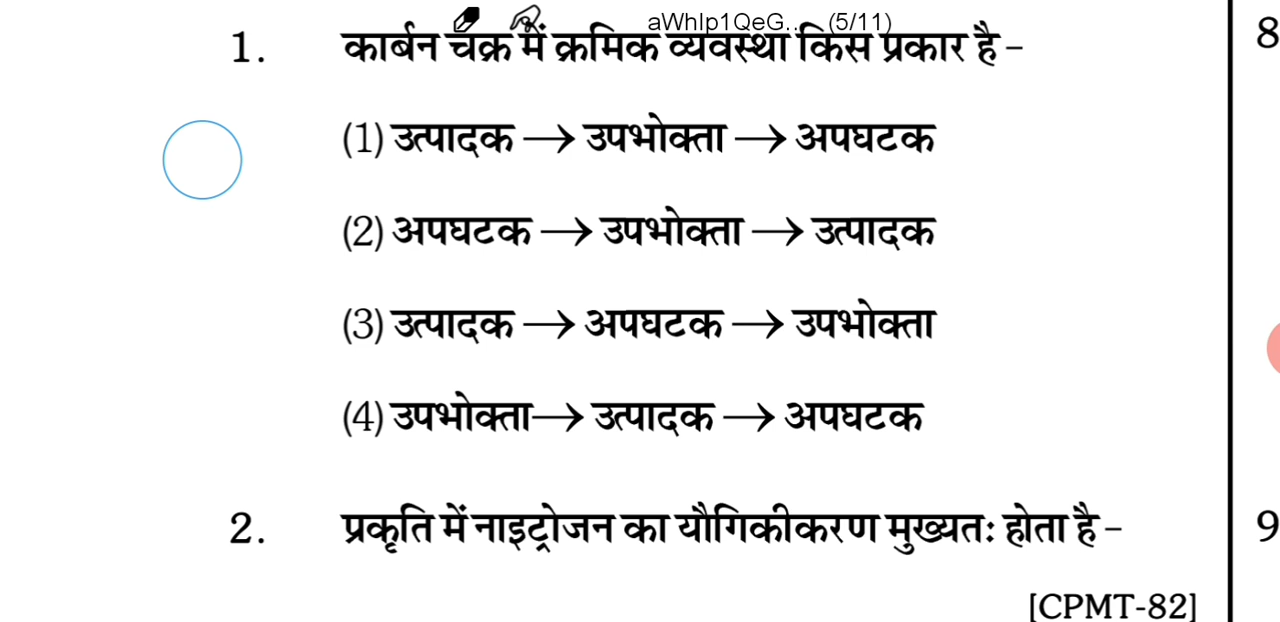 aWhlp1QeG... (5/11)
1. कार्बन चक्र में क्रमिक व्यवस्था किस प्रकार है –
8
(1) उत्पादक → उपभोक्ता → अपघटक
(2) अपघटक → उपभोक्ता → उत्पादक
(3) उत्पादक → अपघटक → उपभोक्ता
(4) उपभोक्ता → उत्पादक → अपघटक
2. प्रकृति में नाइट्रोजन का यौगिकीकरण मुख्यतः होता है –
9
[CPMT-82]